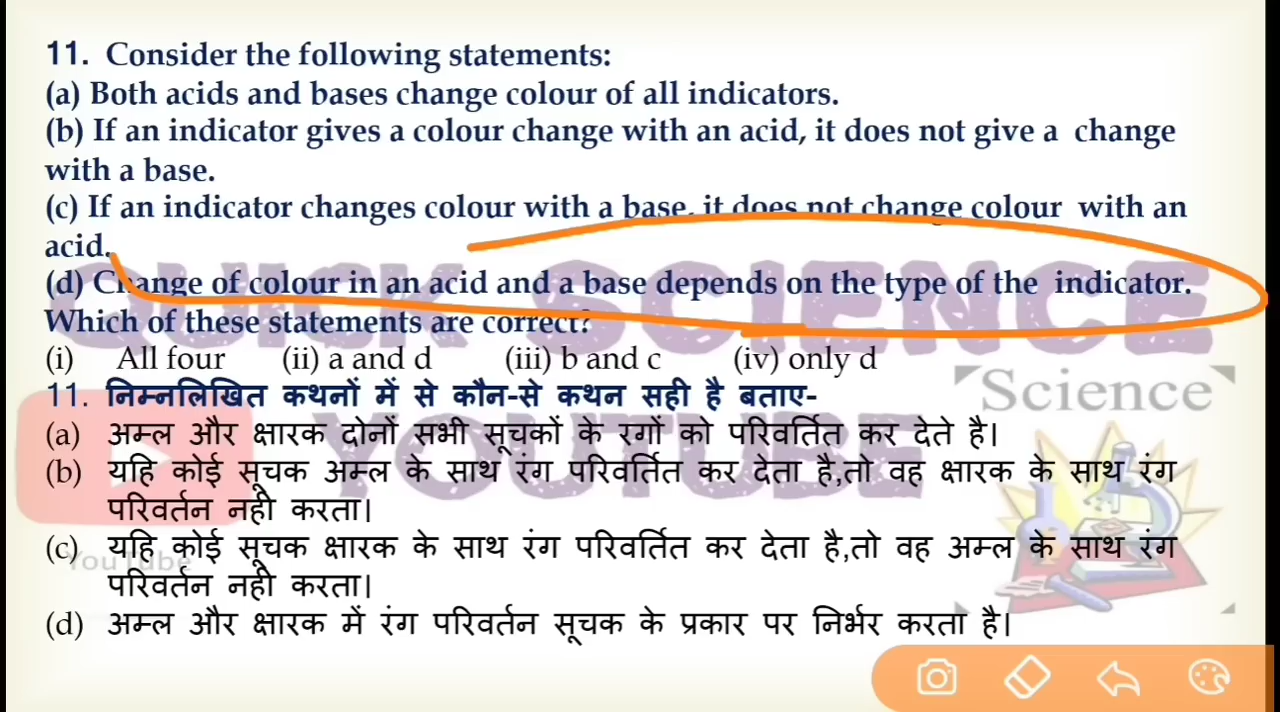 11. Consider the following statements:
(a) Both acids and bases change colour of all indicators.
(b) If an indicator gives a colour change with an acid, it does not give a change
with a base.
(c) If an indicator changes colour with a base, it does not change colour with an
acid.
(d) Change of colour in an acid and a base depends on the type of the indicator.
Which of these statements are correct?
(i) All four (ii) a and d (iii) b and c (iv) only d
11. निम्नलिखित कथनों में से कौन-से कथन सही है बताए-
(a) अम्ल और क्षारक दोनों सभी सूचकों के रगों को परिवर्तित कर देते है।
(b) यहि कोई सूचक अम्ल के साथ रंग परिवर्तित कर देता है,तो वह क्षारक के साथ रंग
परिवर्तन नही करता।
(c) यहि कोई सूचक क्षारक के साथ रंग परिवर्तित कर देता है,तो वह अम्ल के साथ रंग
परिवर्तन नही करता।
(d) अम्ल और क्षारक में रंग परिवर्तन सूचक के प्रकार पर निर्भर करता है।
QUICK SCIENCE
YOUTUBE
Science
YouTube